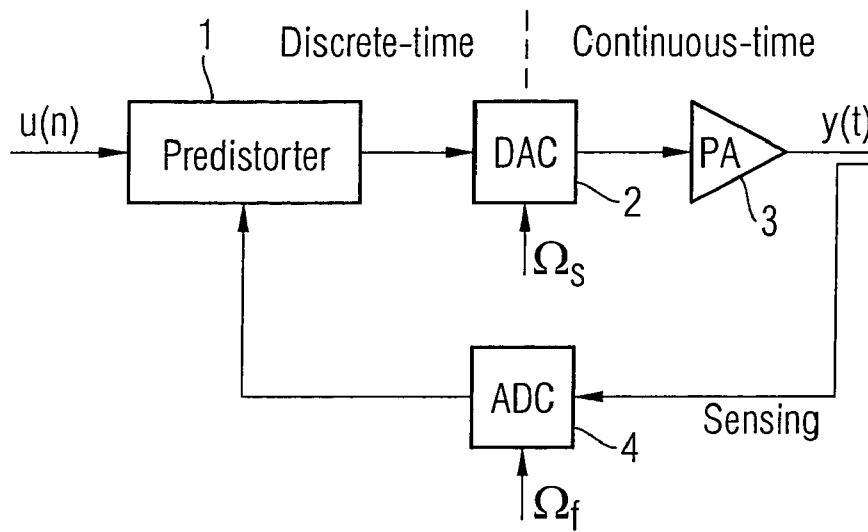 1
Discrete-time
Continuous-time
u(n)
Predistorter
DAC
PA
y(t)
2
3
Ωs
ADC
Sensing
4
Ωf